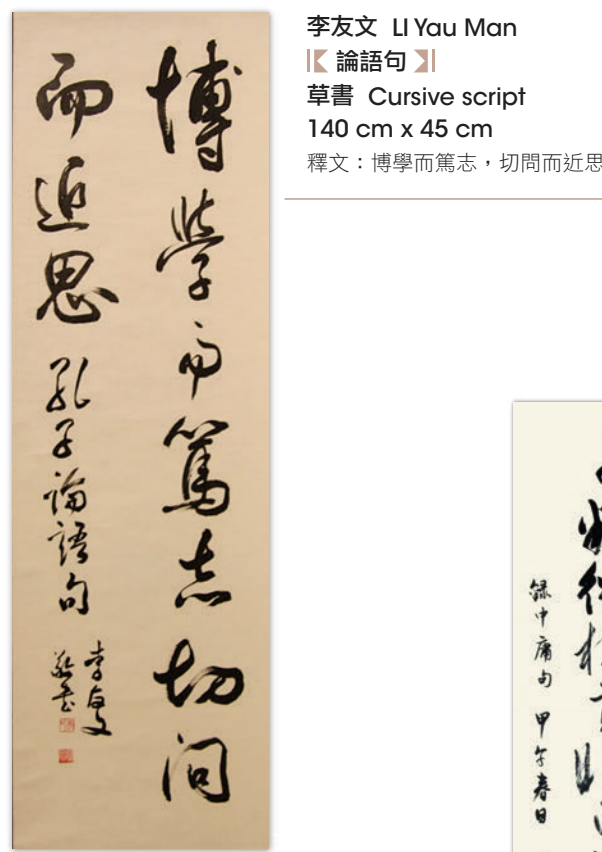 李友文 LI Yau Man
論語句
草書 Cursive script
140 cm x 45 cm
釋文：博學而篤志，切問而近思
博學而篤志切問
而近思 孔子論語句
李友文
敬書
錄中庸句 甲午春日